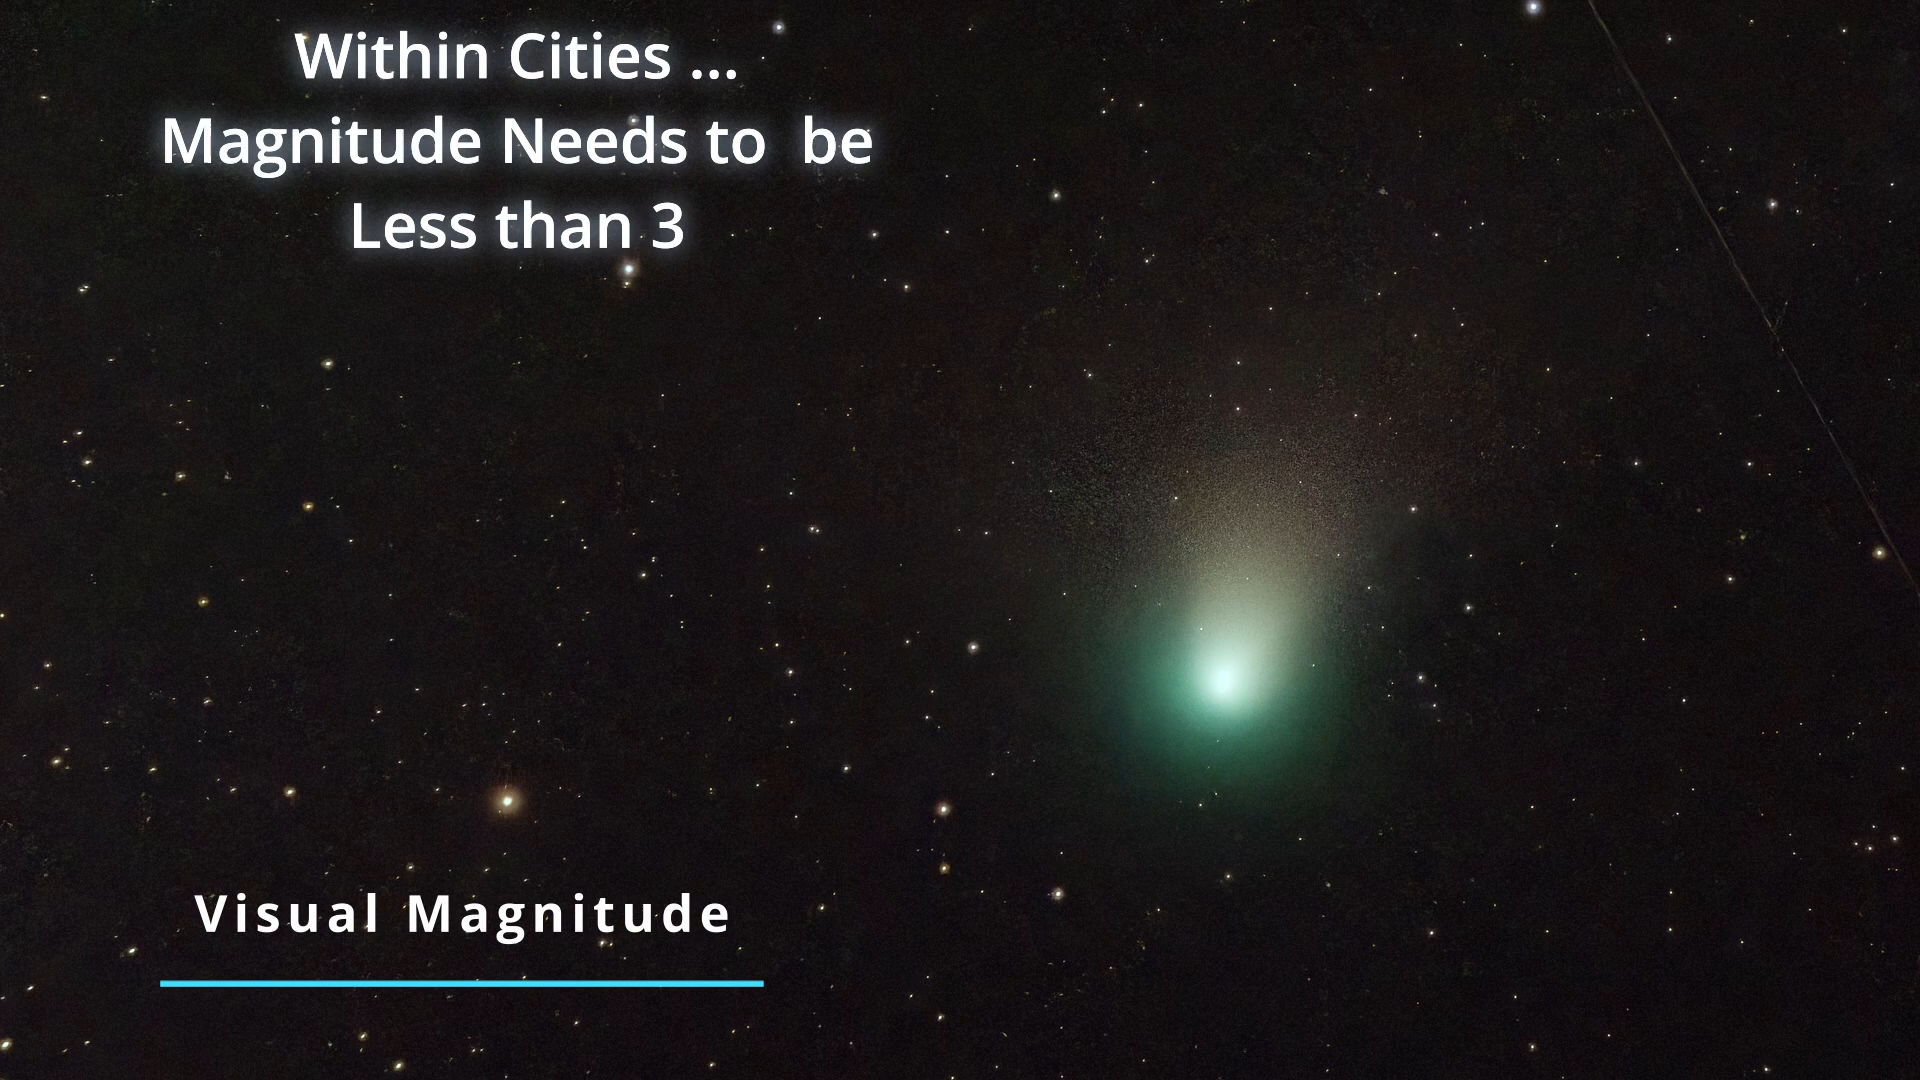 Within Cities ...
Magnitude Needs to  be
Less than 3
Visual Magnitude